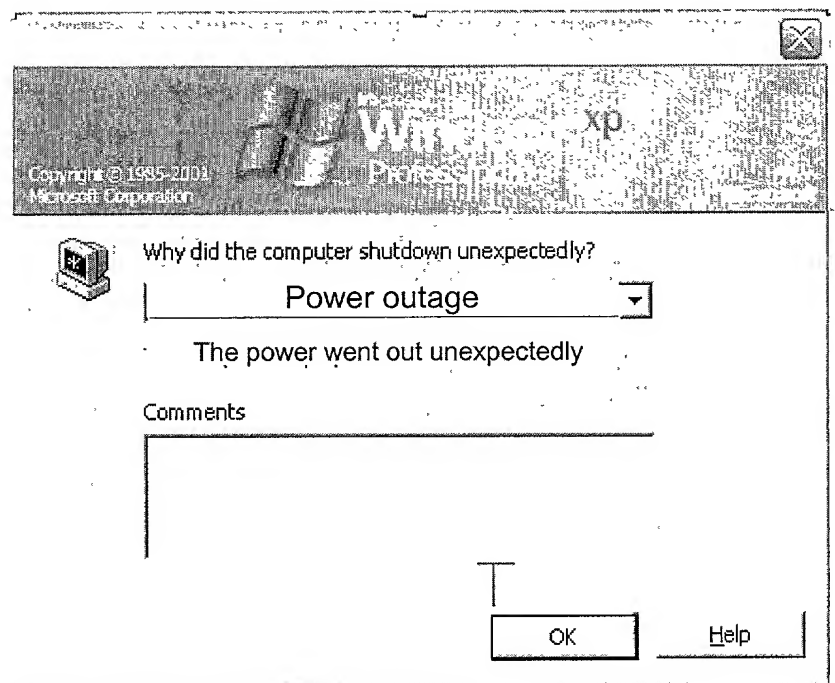 xp
Copyright © 1985-2001
Microsoft Corporation
Why did the computer shutdown unexpectedly?
Power outage
The power went out unexpectedly
Comments
OK
Help